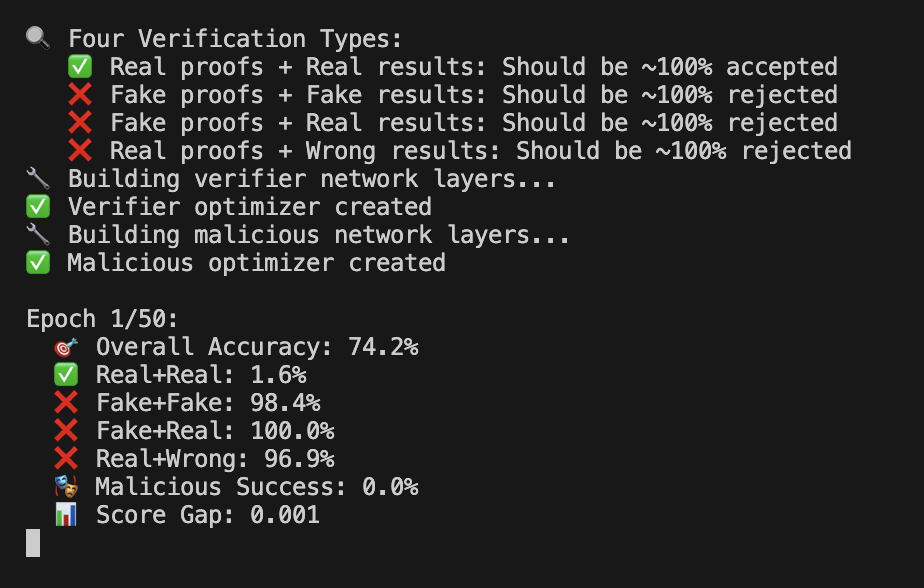 🔍 Four Verification Types:
✅ Real proofs + Real results: Should be ~100% accepted
❌ Fake proofs + Fake results: Should be ~100% rejected
❌ Fake proofs + Real results: Should be ~100% rejected
❌ Real proofs + Wrong results: Should be ~100% rejected
🔧 Building verifier network layers...
✅ Verifier optimizer created
🔧 Building malicious network layers...
✅ Malicious optimizer created
Epoch 1/50:
🎯 Overall Accuracy: 74.2%
✅ Real+Real: 1.6%
❌ Fake+Fake: 98.4%
❌ Fake+Real: 100.0%
❌ Real+Wrong: 96.9%
🎭 Malicious Success: 0.0%
📊 Score Gap: 0.001